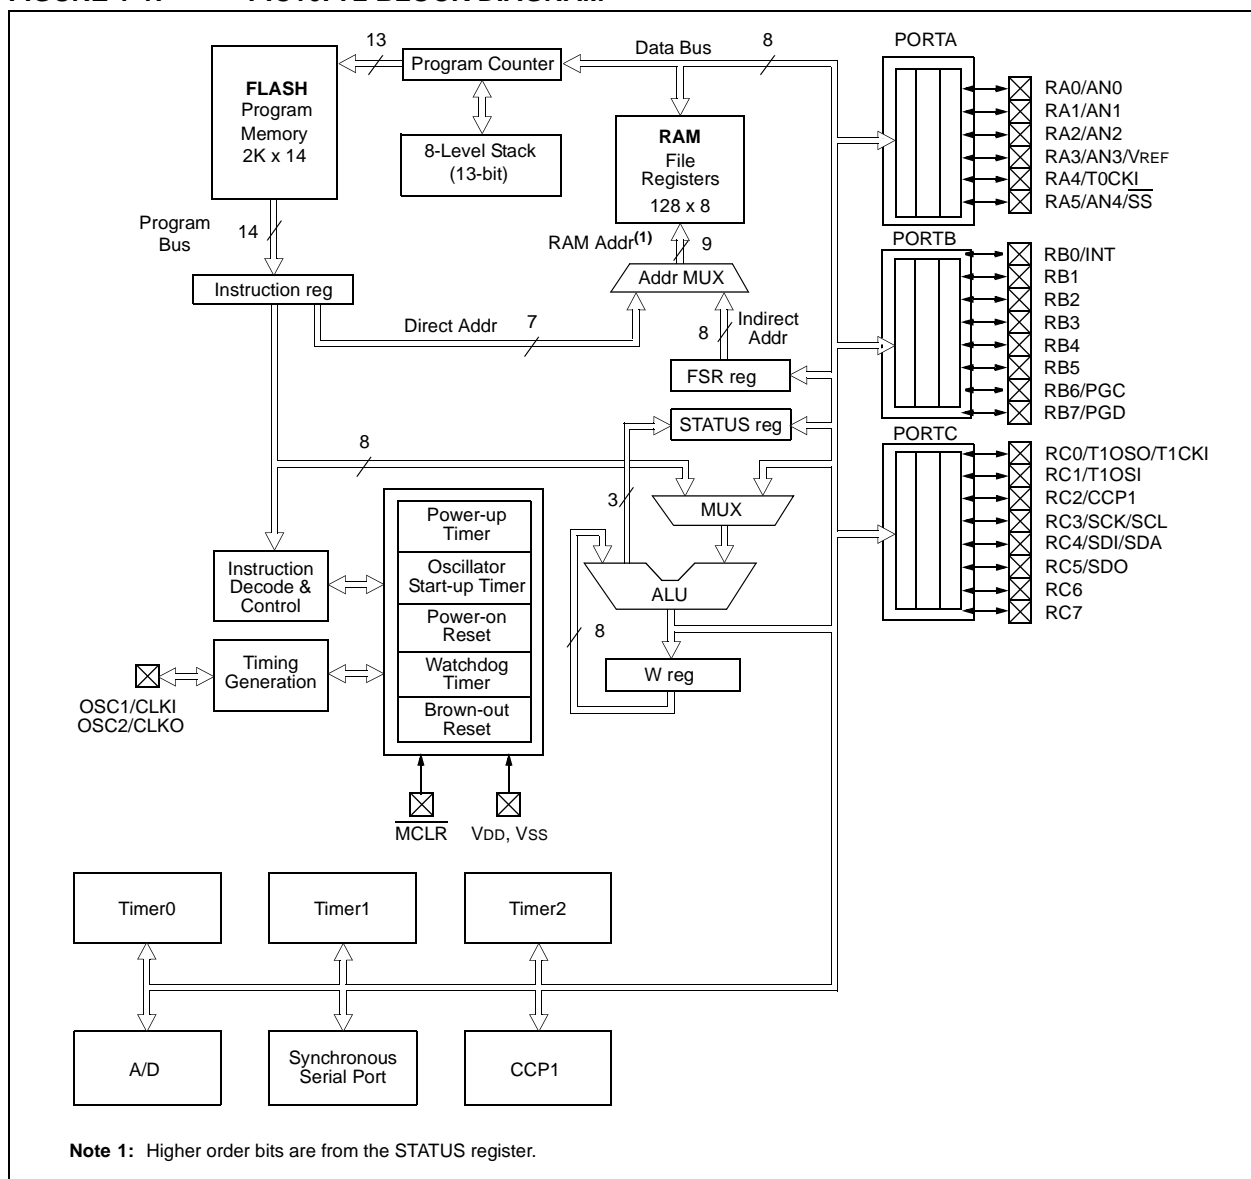 13
Data Bus
8
PORTA
FLASH
Program
Memory
2K x 14
Program Counter
8-Level Stack
(13-bit)
RAM
File
Registers
128 x 8
RA0/AN0
RA1/AN1
RA2/AN2
RA3/AN3/VREF
RA4/T0CKI
RA5/AN4/SS
Program
Bus
14
RAM Addr(1)
9
PORTB
Instruction reg
Addr MUX
RB0/INT
RB1
RB2
RB3
RB4
RB5
RB6/PGC
RB7/PGD
Direct Addr
7
8
Indirect
Addr
FSR reg
STATUS reg
PORTC
RC0/T1OSO/T1CKI
RC1/T1OSI
RC2/CCP1
RC3/SCK/SCL
RC4/SDI/SDA
RC5/SDO
RC6
RC7
8
3
MUX
Power-up
Timer
Instruction
Decode &
Control
Oscillator
Start-up Timer
ALU
Power-on
Reset
8
Timing
Generation
Watchdog
Timer
W reg
OSC1/CLKI
OSC2/CLKO
Brown-out
Reset
MCLR
VDD, VSS
Timer0
Timer1
Timer2
A/D
Synchronous
Serial Port
CCP1
Note 1: Higher order bits are from the STATUS register.